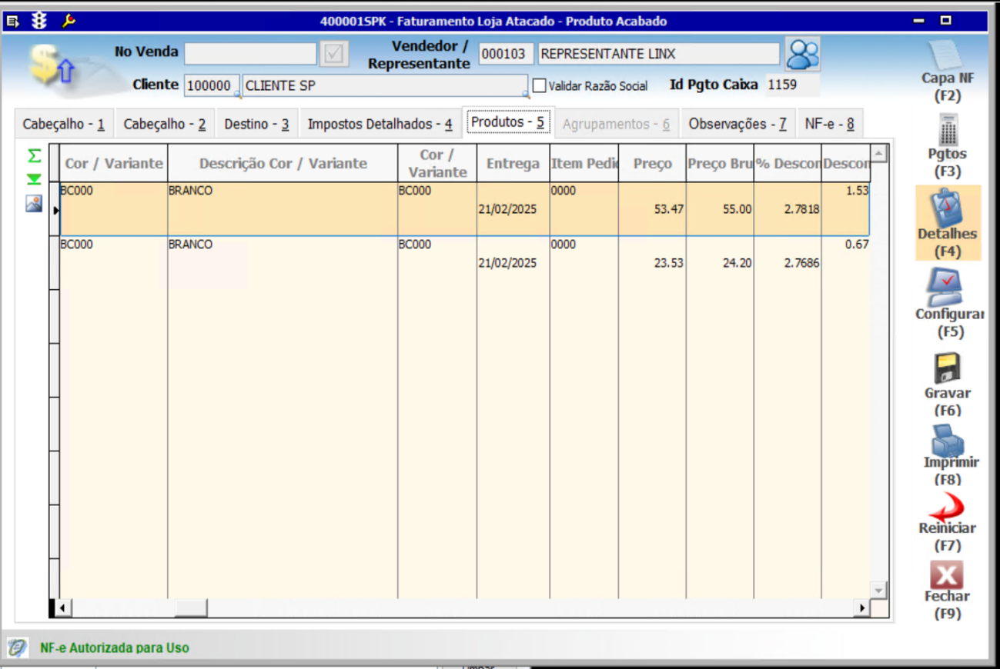 400001SPK - Faturamento Loja Atacado - Produto Acabado
No Venda
Vendedor /
Representante
000103
REPRESENTANTE LINX
Cliente
100000
CLIENTE SP
Validar Razão Social
Id Pgto Caixa
1159
Capa NF
(F2)
Pgtos
(F3)
Detalhes
(F4)
Configurar
(F5)
Gravar
(F6)
Imprimir
(F8)
Reiniciar
(F7)
Fechar
(F9)
Cabeçalho - 1
Cabeçalho - 2
Destino - 3
Impostos Detalhados - 4
Produtos - 5
Agrupamentos - 6
Observações - 7
NF-e - 8
Cor / Variante
Descrição Cor / Variante
Cor /
Variante
Entrega
Item Pedid
Preço
Preço Bru
% Descon
Descon
BC000
BRANCO
BC000
21/02/2025
0000
53.47
55.00
2.7818
1.53
BC000
BRANCO
BC000
21/02/2025
0000
23.53
24.20
2.7686
0.67
NF-e Autorizada para Uso